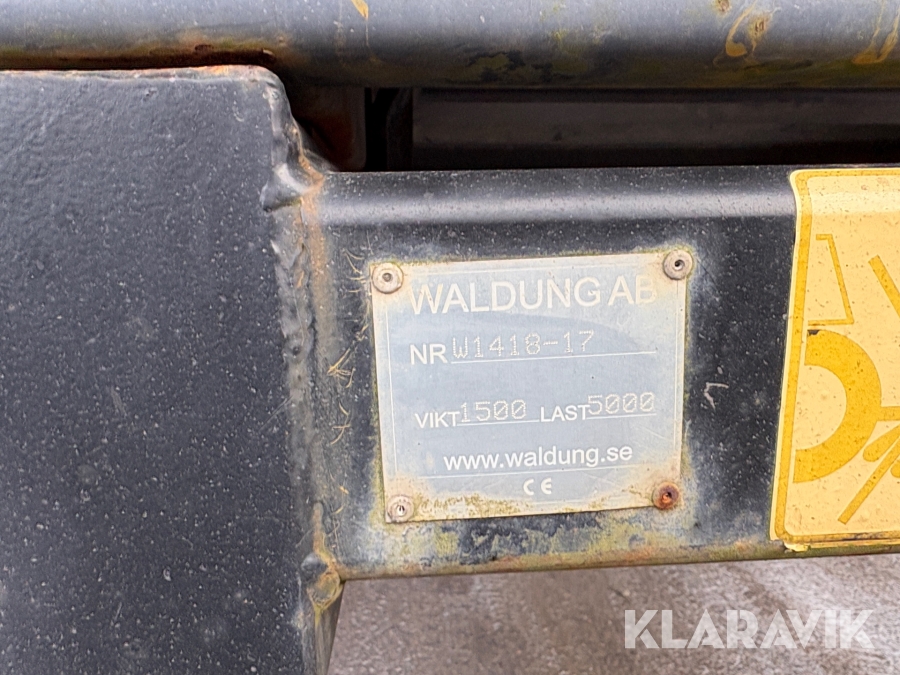 WALDUNG AB
NR W1418-17
VIKT 1500 LAST 5000
www.waldung.se
CE
KLARAVIK